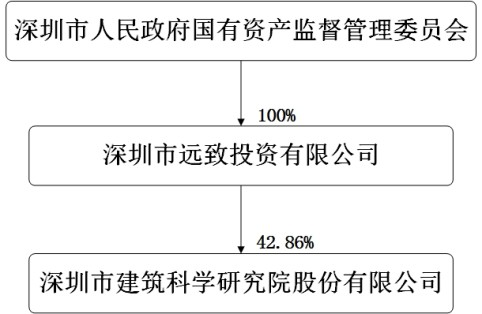 深圳市人民政府国有资产监督管理委员会
100%
深圳市远致投资有限公司
42.86%
深圳市建筑科学研究院股份有限公司